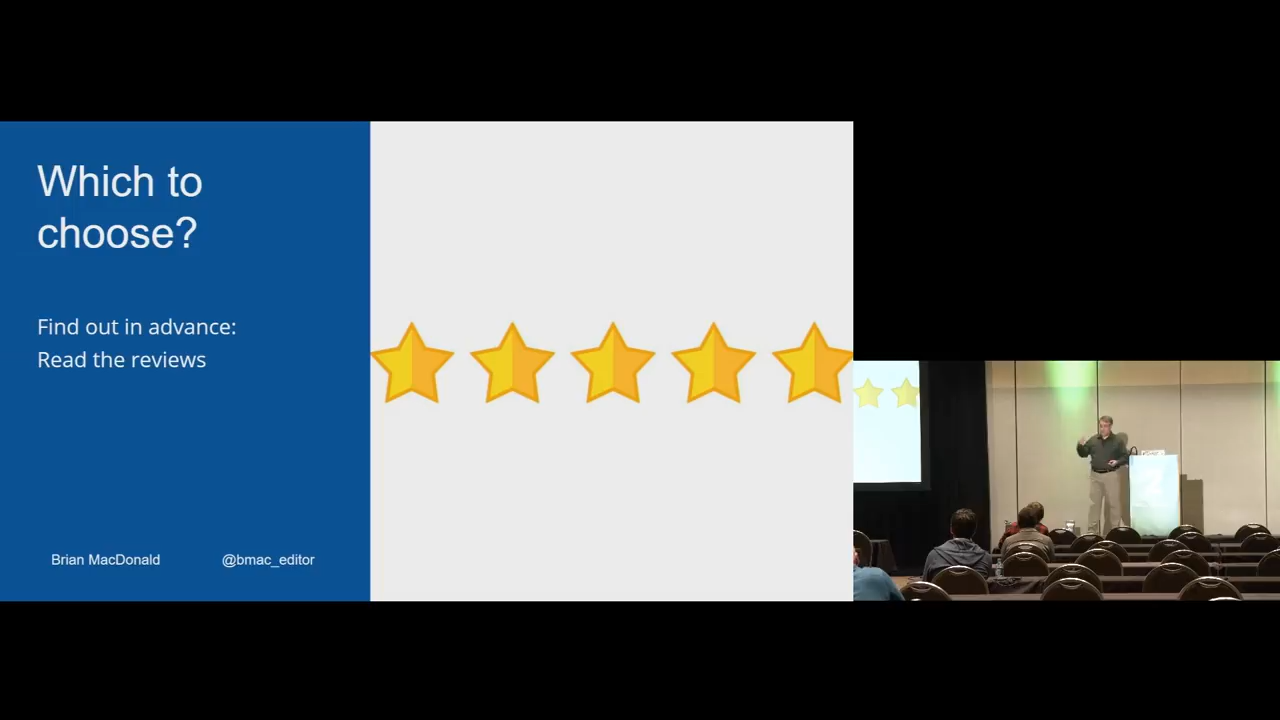 Which to
choose?
Find out in advance:
Read the reviews
Brian MacDonald @bmac_editor